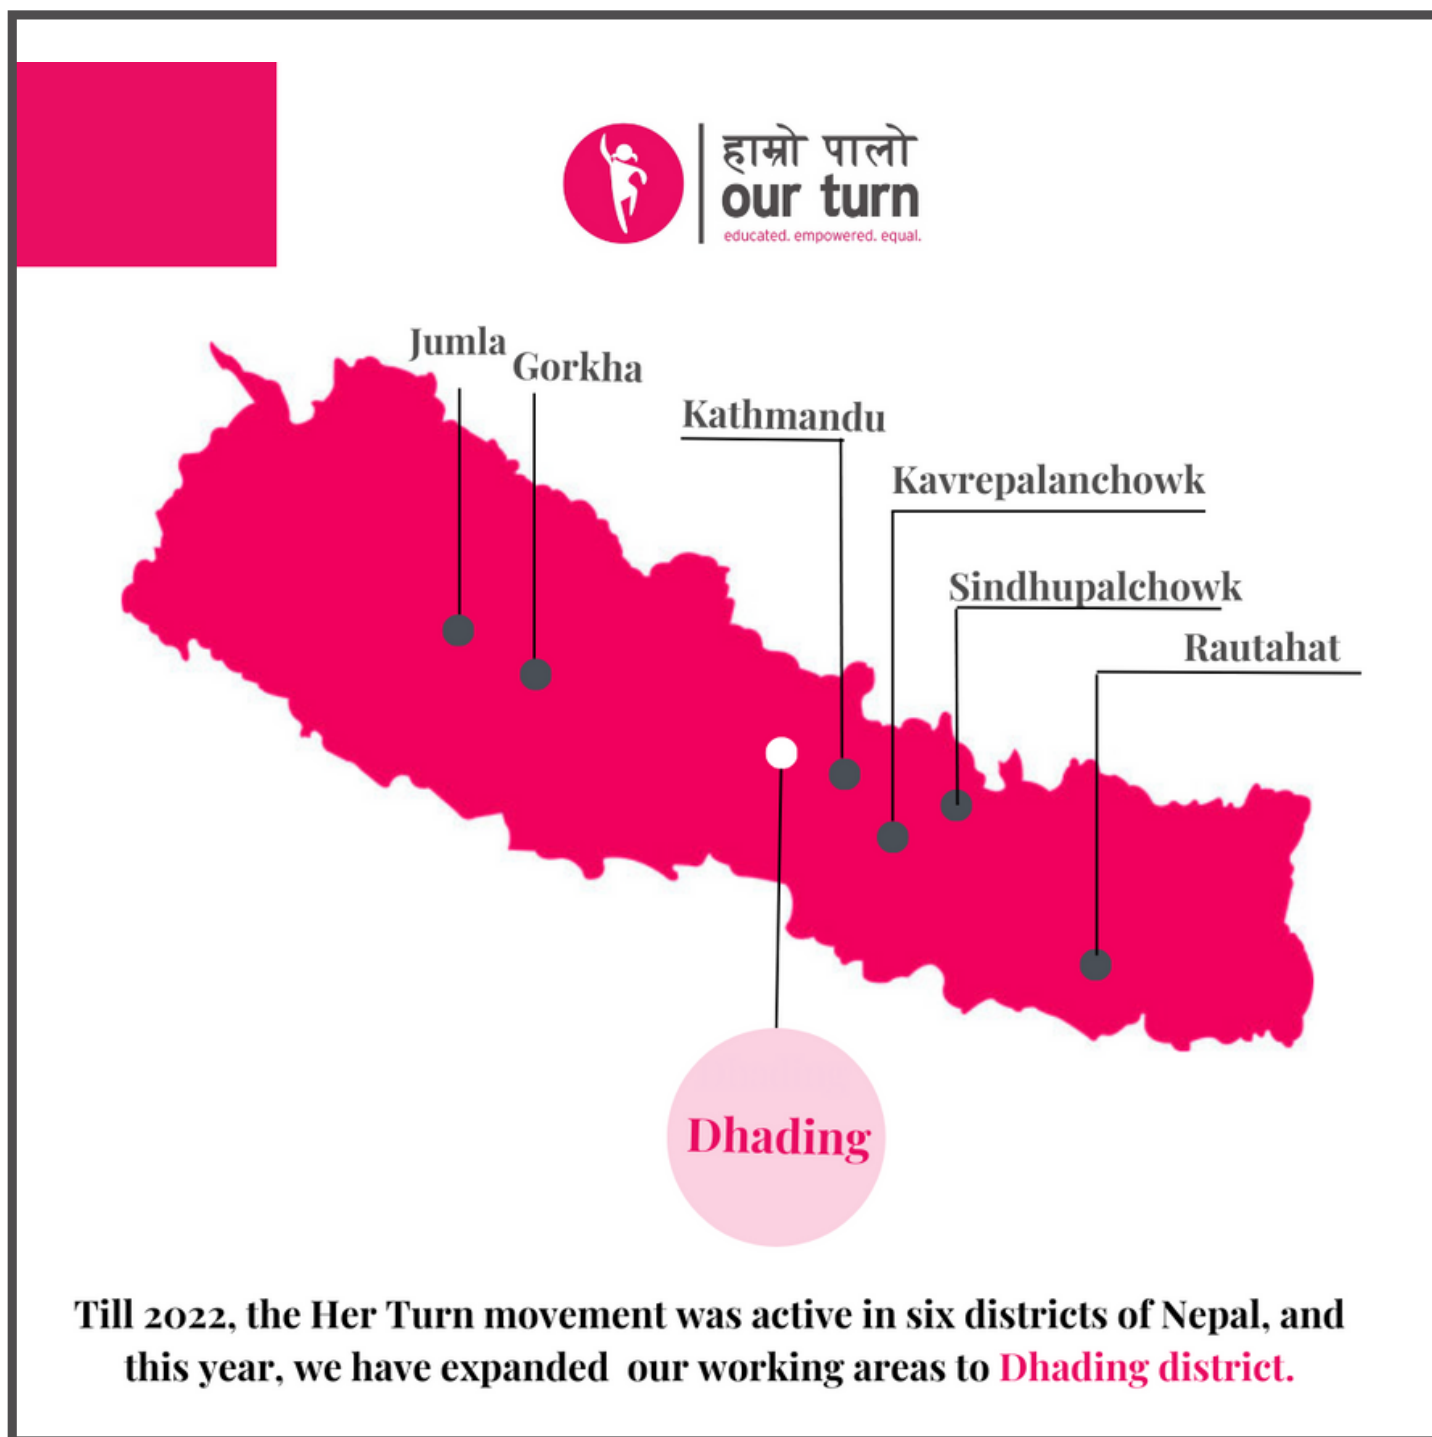 हाम्रो पालो
our turn
educated. empowered. equal.
Jumla
Gorkha
Kathmandu
Kavrepalanchowk
Sindhupalchowk
Rautahat
Dhading
Till 2022, the Her Turn movement was active in six districts of Nepal, and
this year, we have expanded our working areas to Dhading district.